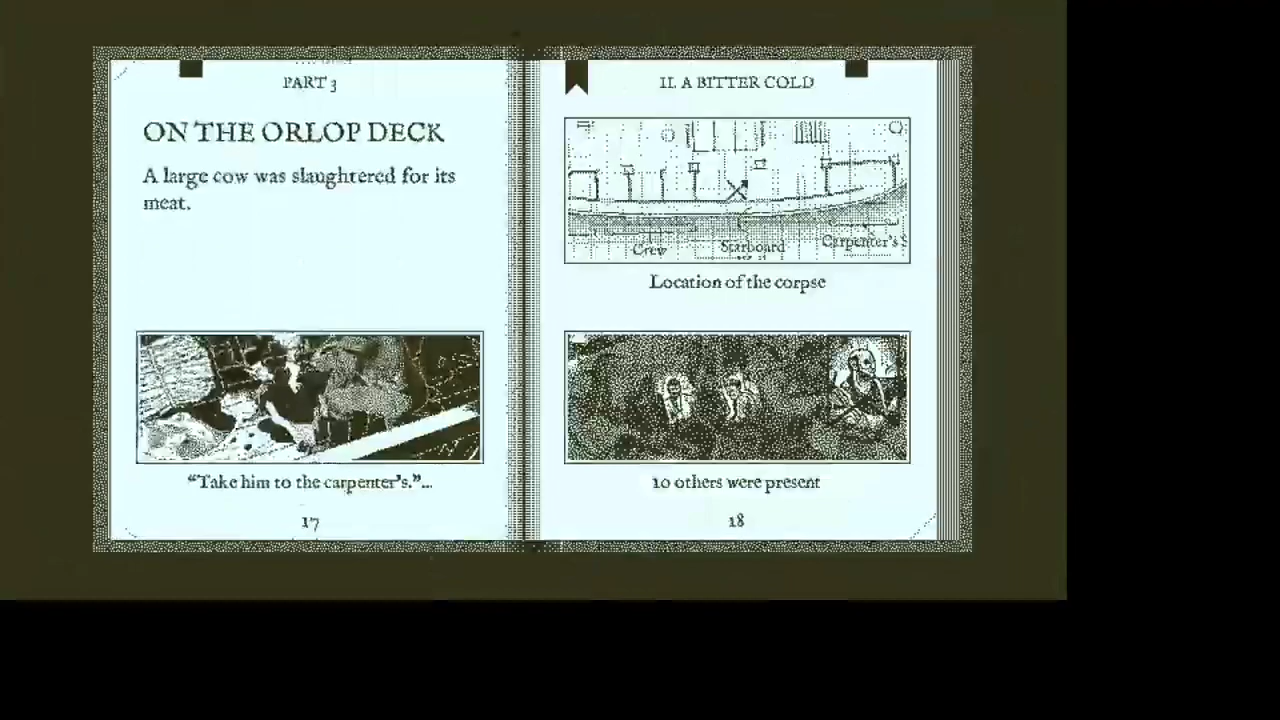 PART 3
ON THE ORLOP DECK
A large cow was slaughtered for its
meat.
"Take him to the carpenter's."...
17
II. A BITTER COLD
Crew
Starboard
Carpenter's S
Location of the corpse
10 others were present
18